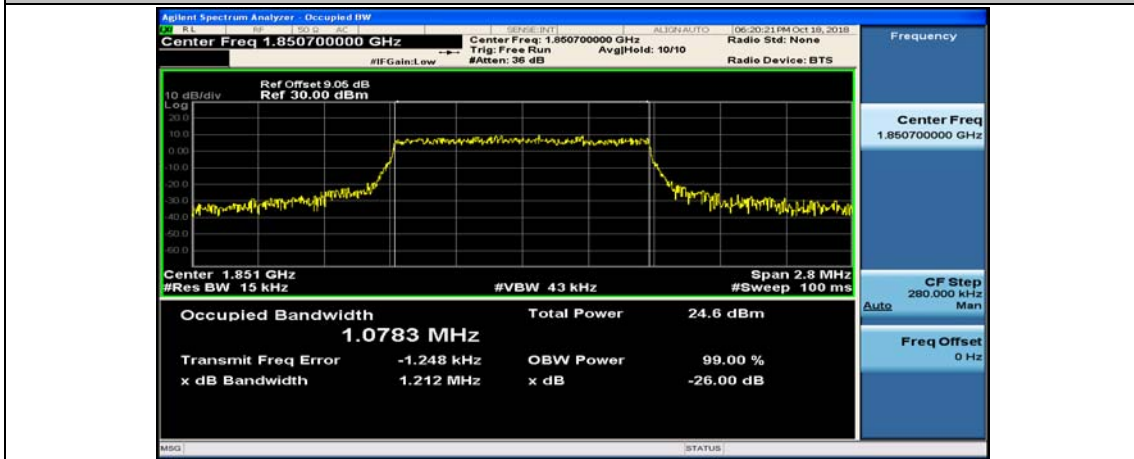 Agilent Spectrum Analyzer - Occupied BW
RL RF 50 Ω AC SENSE:INT ALIGN AUTO 06:20:21 PM Oct 18, 2018
Center Freq 1.850700000 GHz
Center Freq: 1.850700000 GHz
Radio Std: None
Trig: Free Run Avg|Hold: 10/10
#IFGain:Low #Atten: 36 dB Radio Device: BTS
Ref Offset 9.05 dB
10 dB/div Ref 30.00 dBm
Log
20.0
10.0
0.00
-10.0
-20.0
-30.0
-40.0
-50.0
-60.0
Center 1.851 GHz Span 2.8 MHz
#Res BW 15 kHz #VBW 43 kHz #Sweep 100 ms
Occupied Bandwidth Total Power 24.6 dBm
1.0783 MHz
Transmit Freq Error -1.248 kHz OBW Power 99.00 %
x dB Bandwidth 1.212 MHz x dB -26.00 dB
MSG STATUS
Frequency
Center Freq
1.850700000 GHz
CF Step
280.000 kHz
Auto Man
Freq Offset
0 Hz